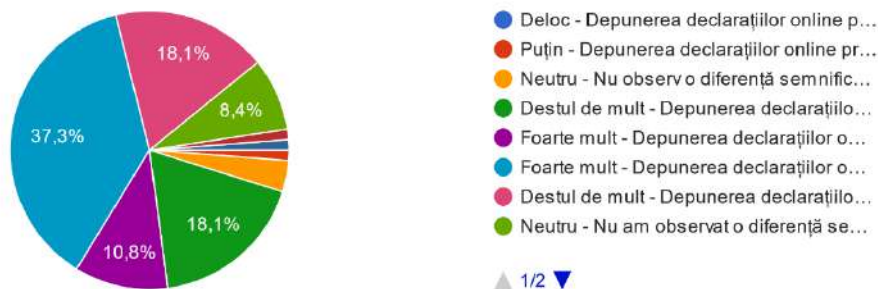 18,1%
8,4%
37,3%
18,1%
10,8%
Deloc - Depunerea declarațiilor online p...
Puțin - Depunerea declarațiilor online pr...
Neutru - Nu observ o diferență semnific...
Destul de mult - Depunerea declarațiilo...
Foarte mult - Depunerea declarațiilor o...
Foarte mult - Depunerea declarațiilor o...
Destul de mult - Depunerea declarațiilo...
Neutru - Nu am observat o diferență se...
1/2